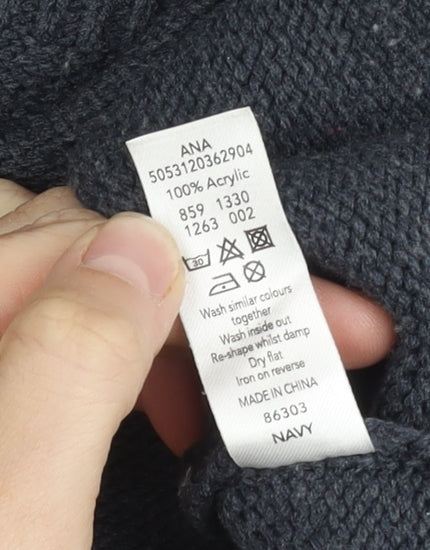 ANA
5053120362904
100% Acrylic
859 1330
1263 002
30
Wash similar colours
together
Wash inside out
Re-shape whilst damp
Dry flat
Iron on reverse
MADE IN CHINA
86303
NAVY